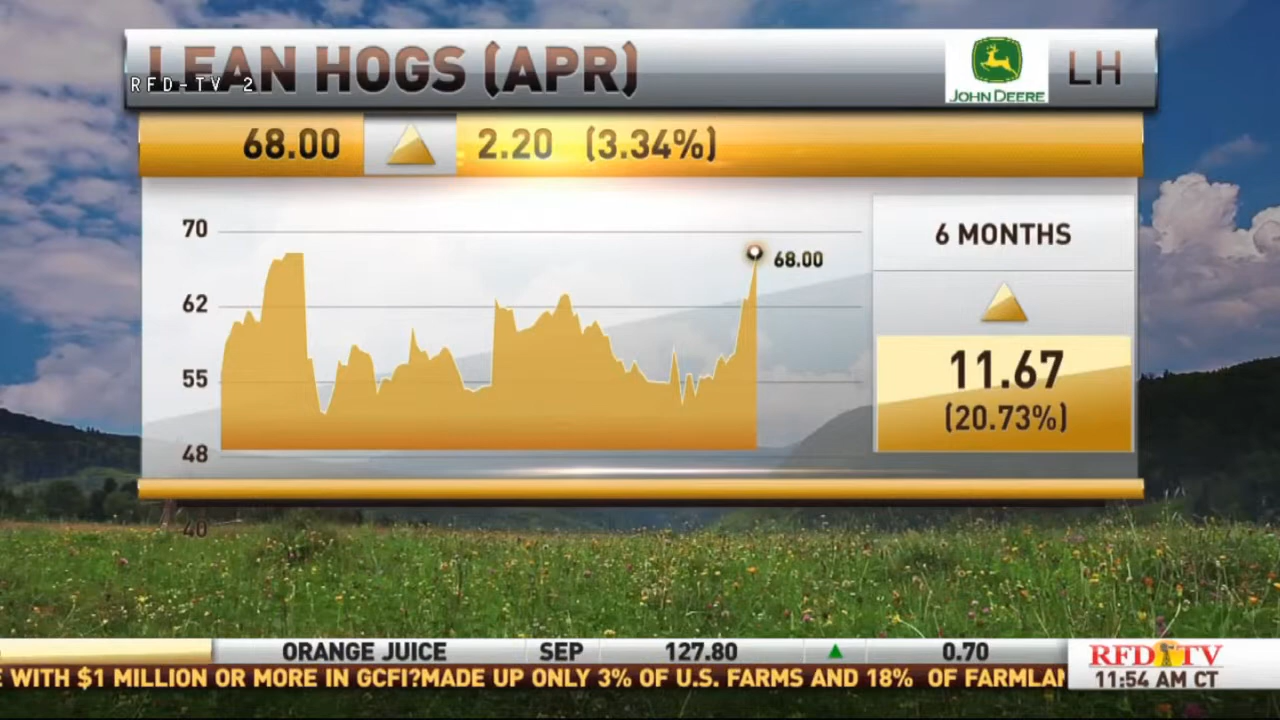 LEAN HOGS (APR)
RFD-TV 2
JOHN DEERE
LH
68.00 2.20 (3.34%)
70
62
55
48
40
68.00
6 MONTHS
11.67
(20.73%)
ORANGE JUICE SEP 127.80 0.70
WITH $1 MILLION OR MORE IN GCFI?MADE UP ONLY 3% OF U.S. FARMS AND 18% OF
RFD TV
11:54 AM CT